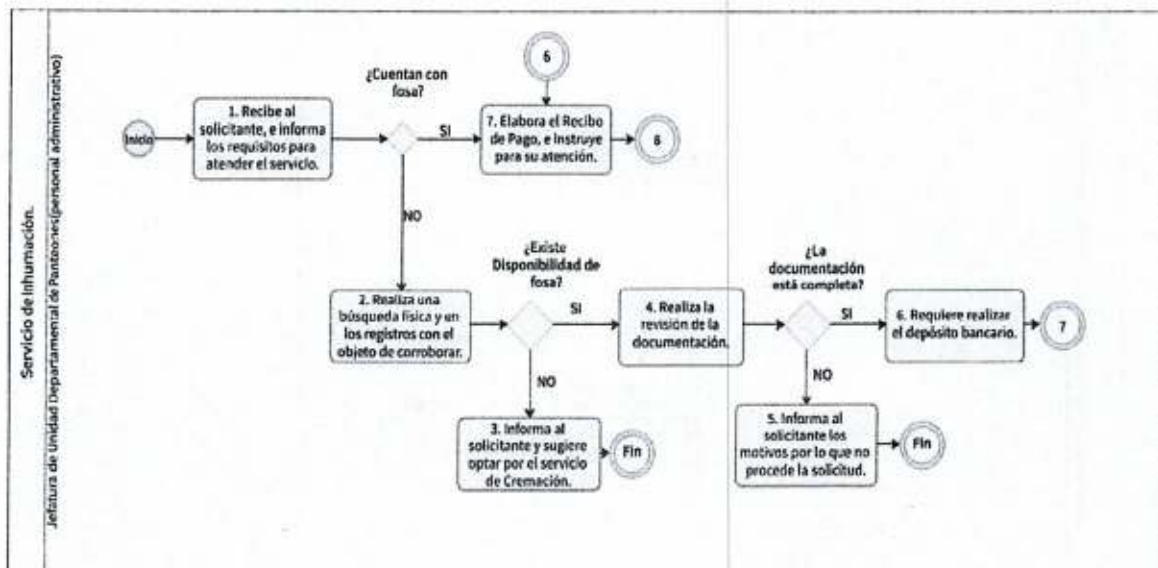 Servicio de Inhumación.
Jefatura de Unidad Departamental de Panteones(personal administrativo)
Inicio
1. Recibe al
solicitante, e informa
los requisitos para
atender el servicio.
¿Cuentan con
fosa?
SI
6
7. Elabora el Recibo
de Pago, e Instruye
para su atención.
8
NO
2. Realiza una
búsqueda física y en
los registros con el
objeto de corroborar.
¿Existe
Disponibilidad de
fosa?
SI
4. Realiza la
revisión de la
documentación.
¿La
documentación
está completa?
SI
6. Requiere realizar
el depósito bancario.
7
NO
3. Informa al
solicitante y sugiere
optar por el servicio
de Cremación.
Fin
NO
5. Informa al
solicitante los
motivos por lo que no
procede la solicitud.
Fin